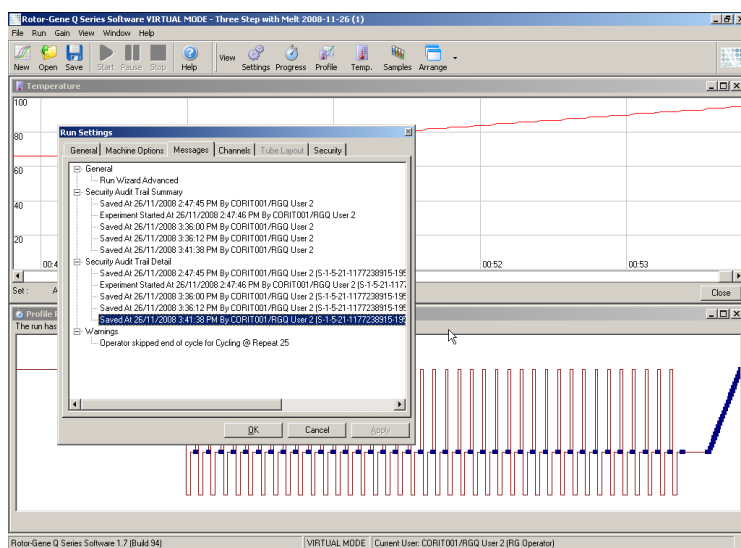 Rotor-Gene Q Series Software VIRTUAL MODE - Three Step with Melt 2008-11-26 (1)
File Run Gain View Window Help
New Open Save Start Pause Stop Help View Settings Progress Profile Temp. Samples Arrange
Temperature
100
80
60
40
20
00:52 00:53
Set:
Close
Run Settings
General Machine Options Messages Channels Tube Layout Security
General
Run Wizard Advanced
Security Audit Trail Summary
Saved At 26/11/2008 2:47:45 PM By CORIT001/RGQ User 2
Experiment Started At 26/11/2008 2:47:46 PM By CORIT001/RGQ User 2
Saved At 26/11/2008 3:36:00 PM By CORIT001/RGQ User 2
Saved At 26/11/2008 3:36:12 PM By CORIT001/RGQ User 2
Saved At 26/11/2008 3:41:38 PM By CORIT001/RGQ User 2
Security Audit Trail Detail
Saved At 26/11/2008 2:47:45 PM By CORIT001/RGQ User 2 (S-1-5-21-1177238915-195
Experiment Started At 26/11/2008 2:47:46 PM By CORIT001/RGQ User 2 (S-1-5-21-117
Saved At 26/11/2008 3:36:00 PM By CORIT001/RGQ User 2 (S-1-5-21-1177238915-195
Saved At 26/11/2008 3:36:12 PM By CORIT001/RGQ User 2 (S-1-5-21-1177238915-195
Saved At 26/11/2008 3:41:38 PM By CORIT001/RGQ User 2 (S-1-5-21-1177238915-195
Warnings
Operator skipped end of cycle for Cycling @ Repeat 25
OK Cancel Apply
Profile
The run has
Rotor-Gene Q Series Software 1.7 (Build 94) VIRTUAL MODE Current User: CORIT001/RGQ User 2 (RG Operator)